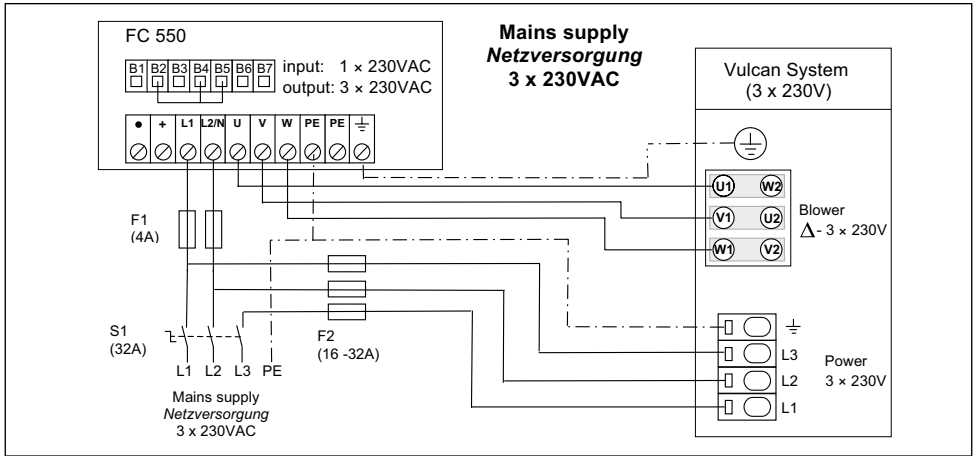 FC 550
B1 B2 B3 B4 B5 B6 B7
input: 1 × 230VAC
output: 3 × 230VAC
● + L1 L2/N U V W PE PE ⏚
Mains supply
Netzversorgung
3 x 230VAC
Vulcan System
(3 x 230V)
U1 W2
V1 U2
W1 V2
Blower
Δ- 3 × 230V
F1
(4A)
F2
(16 -32A)
S1
(32A)
L1 L2 L3 PE
Mains supply
Netzversorgung
3 x 230VAC
L3
L2
L1
Power
3 × 230V